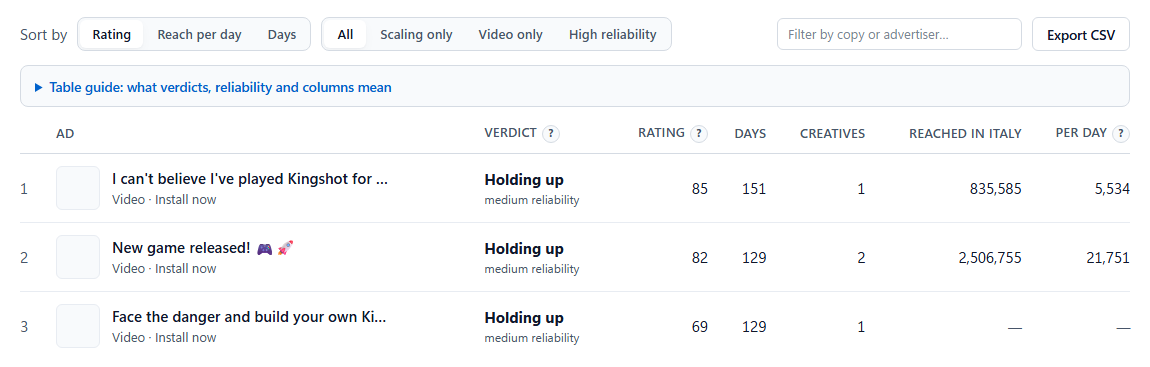 Sort by Rating Reach per day Days All Scaling only Video only High reliability Filter by copy or advertiser... Export CSV
▶ Table guide: what verdicts, reliability and columns mean
AD VERDICT ? RATING ? DAYS CREATIVES REACHED IN ITALY PER DAY ?
1 I can't believe I've played Kingshot for ... Holding up 85 151 1 835,585 5,534
Video · Install now medium reliability
2 New game released! 🎮 🚀 Holding up 82 129 2 2,506,755 21,751
Video · Install now medium reliability
3 Face the danger and build your own Ki... Holding up 69 129 1 — —
Video · Install now medium reliability